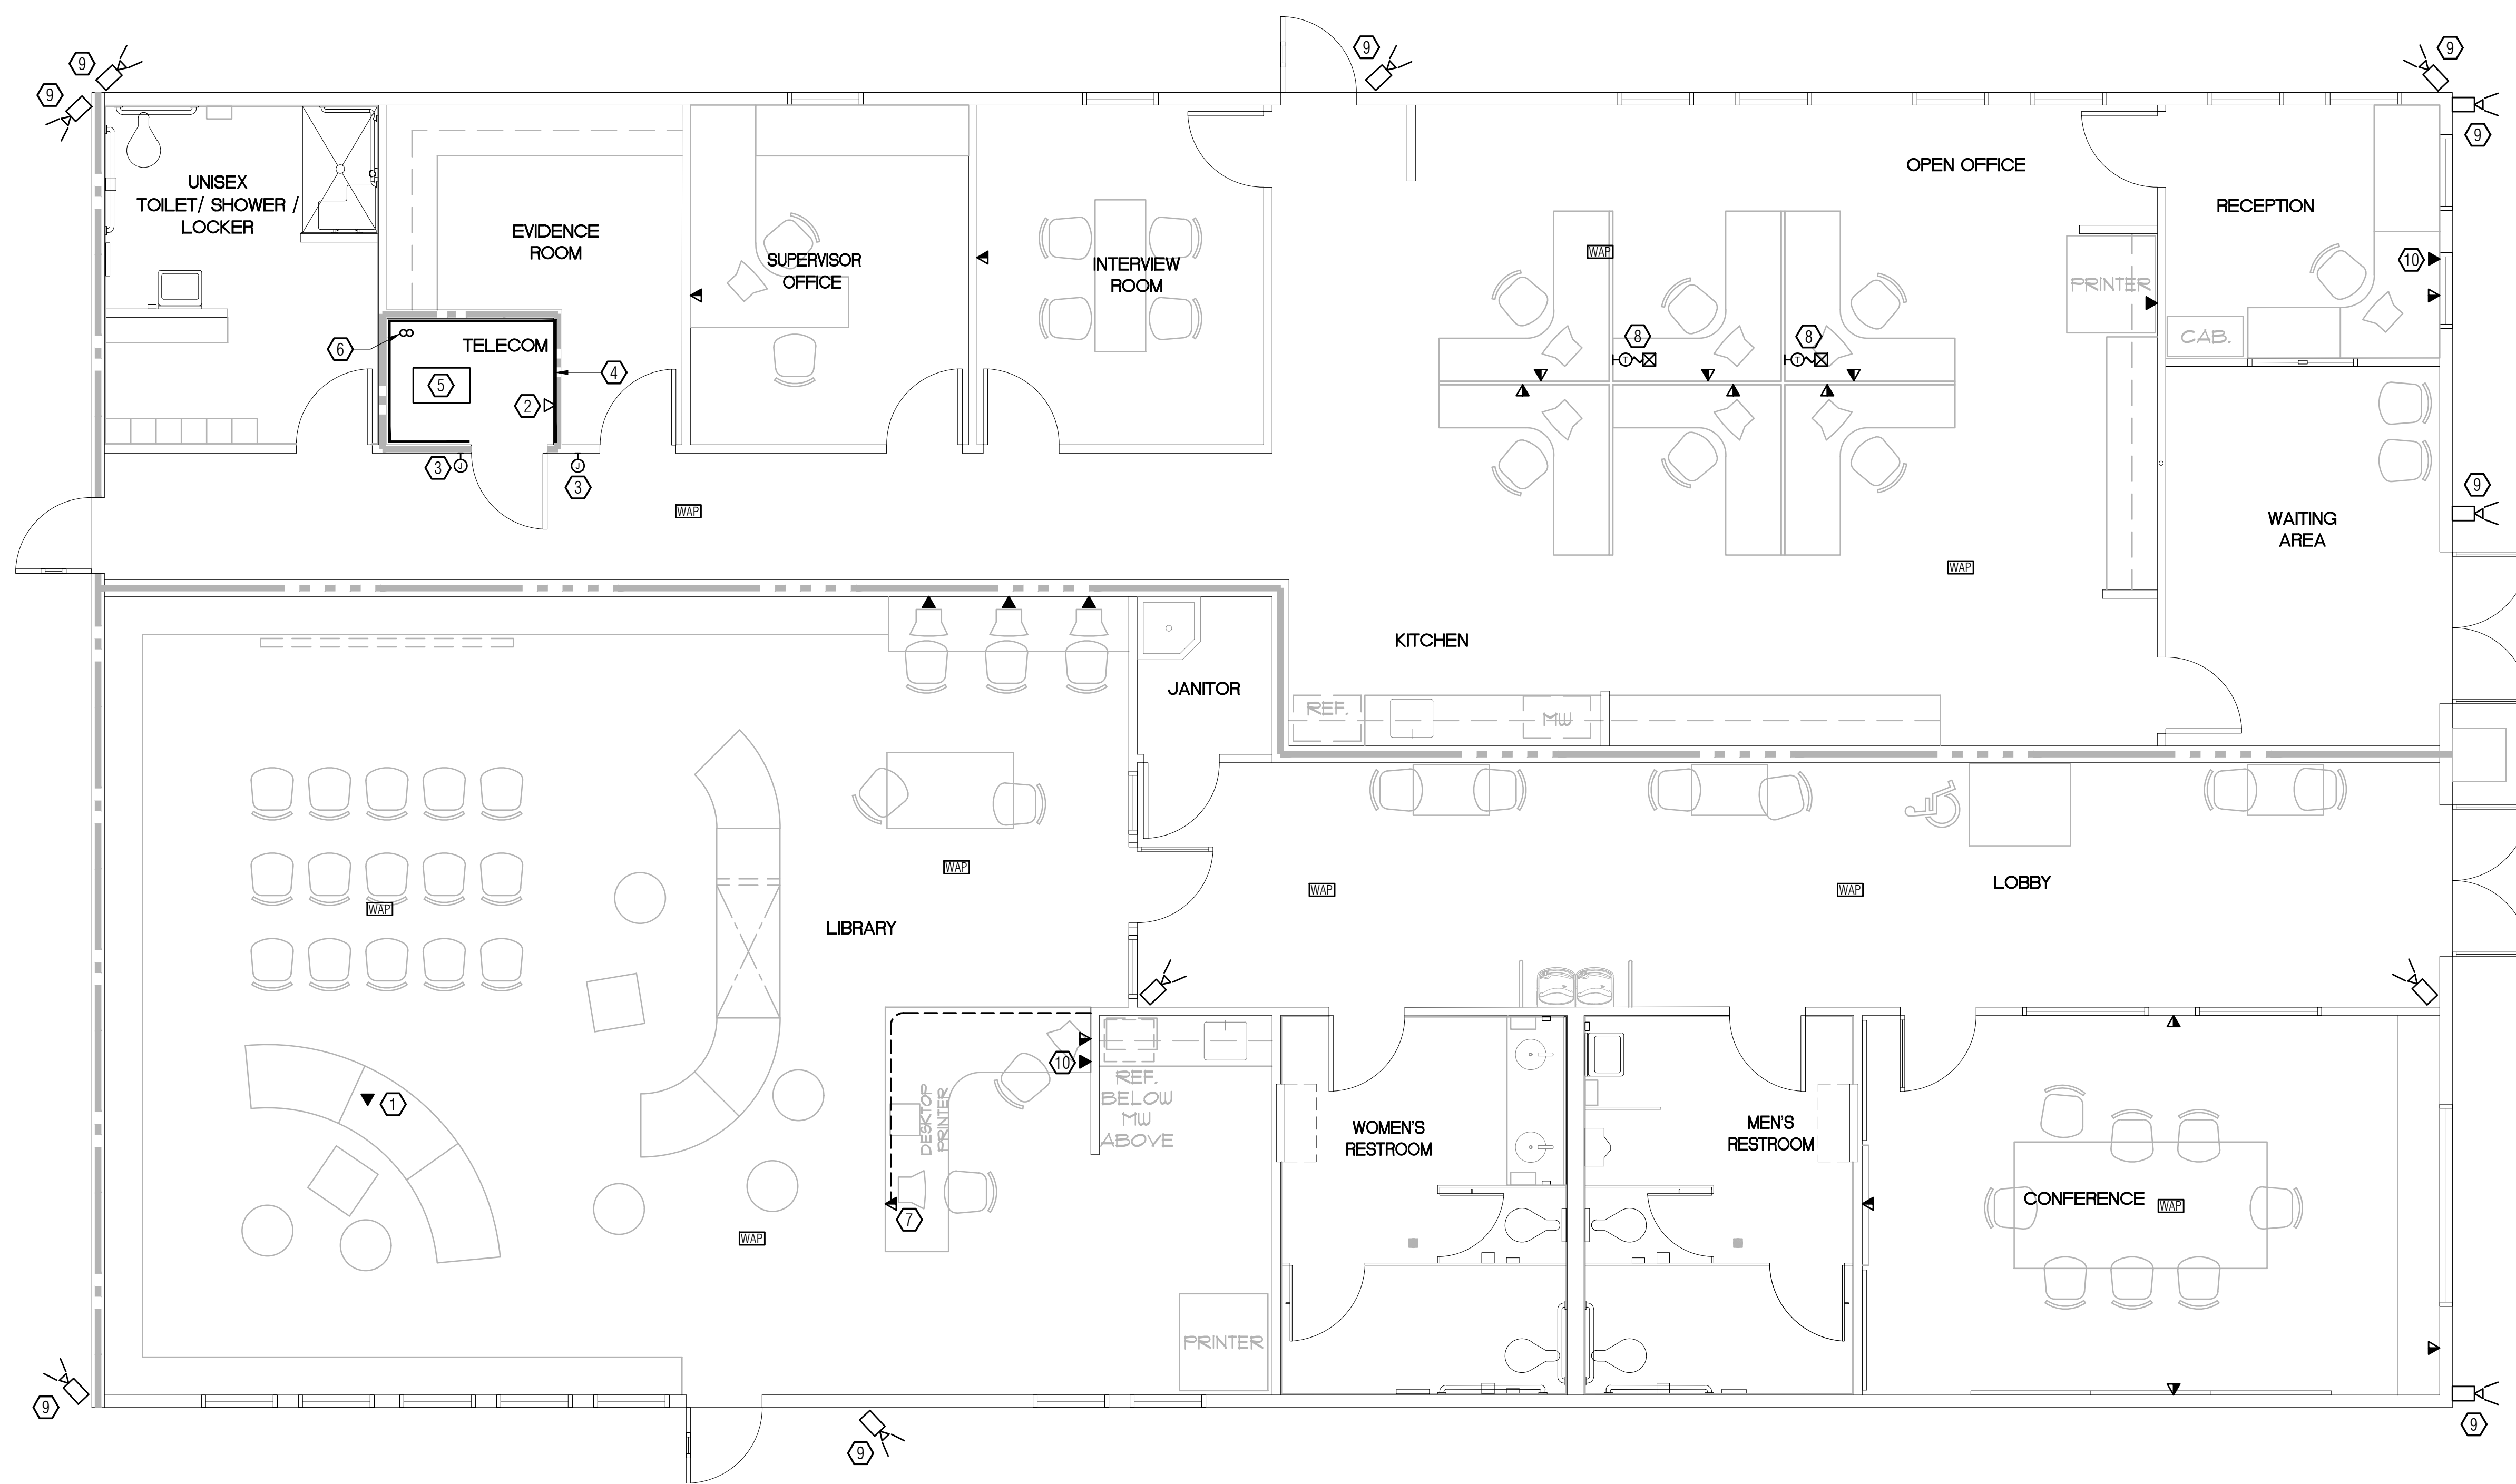 9
9
9
9
9
UNISEX
TOILET/ SHOWER /
LOCKER
EVIDENCE
ROOM
SUPERVISOR
OFFICE
INTERVIEW
ROOM
OPEN OFFICE
RECEPTION
WAP
PRINTER
10
CAB.
6
TELECOM
5
4
2
3
J
J
3
8
T
8
T
WAP
9
WAITING
AREA
WAP
KITCHEN
JANITOR
REF.
MW
WAP
WAP
WAP
WAP
LOBBY
LIBRARY
10
REF.
BELOW
MW
ABOVE
DESKTOP
PRINTER
1
7
WAP
WOMEN'S
RESTROOM
MEN'S
RESTROOM
CONFERENCE
WAP
PRINTER
9
9
9